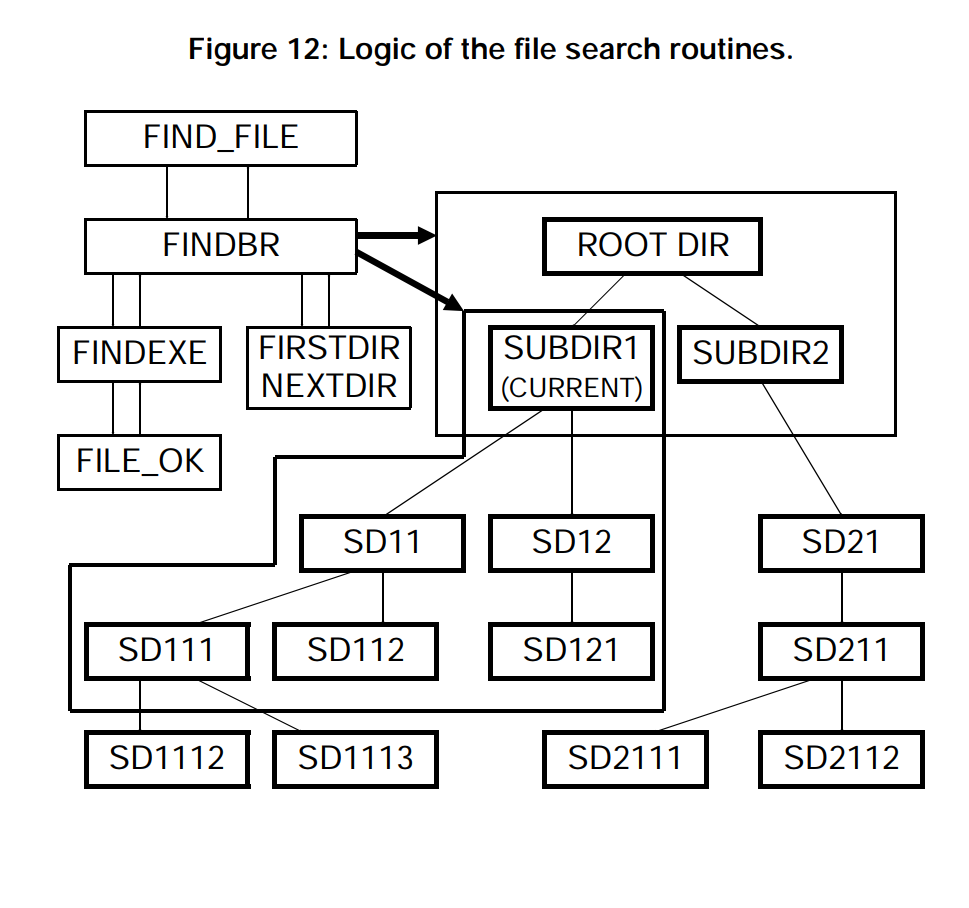 Figure 12: Logic of the file search routines.
FIND_FILE
FINDBR
ROOT DIR
FINDEXE
FIRSTDIR
NEXTDIR
SUBDIR1
(CURRENT)
SUBDIR2
FILE_OK
SD11
SD12
SD21
SD111
SD112
SD121
SD211
SD1112
SD1113
SD2111
SD2112